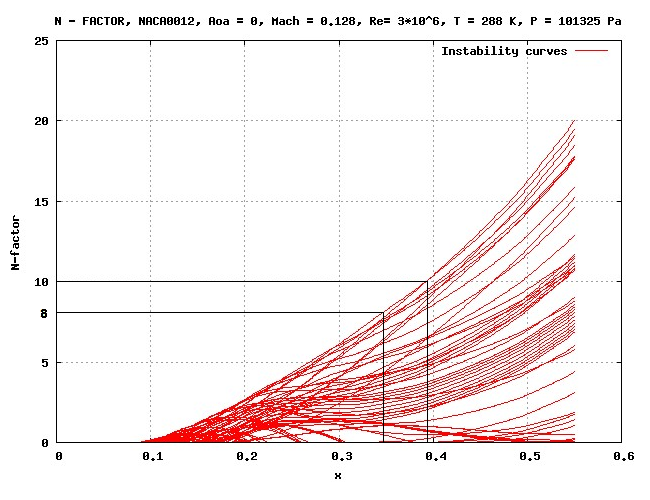 N - FACTOR, NACA0012, Aoa = 0, Mach = 0.128, Re= 3*10^6, T = 288 K, P = 101325 Pa
25
Instability curves
20
15
N-factor
10
8
5
0
0 0.1 0.2 0.3 0.4 0.5 0.6
x